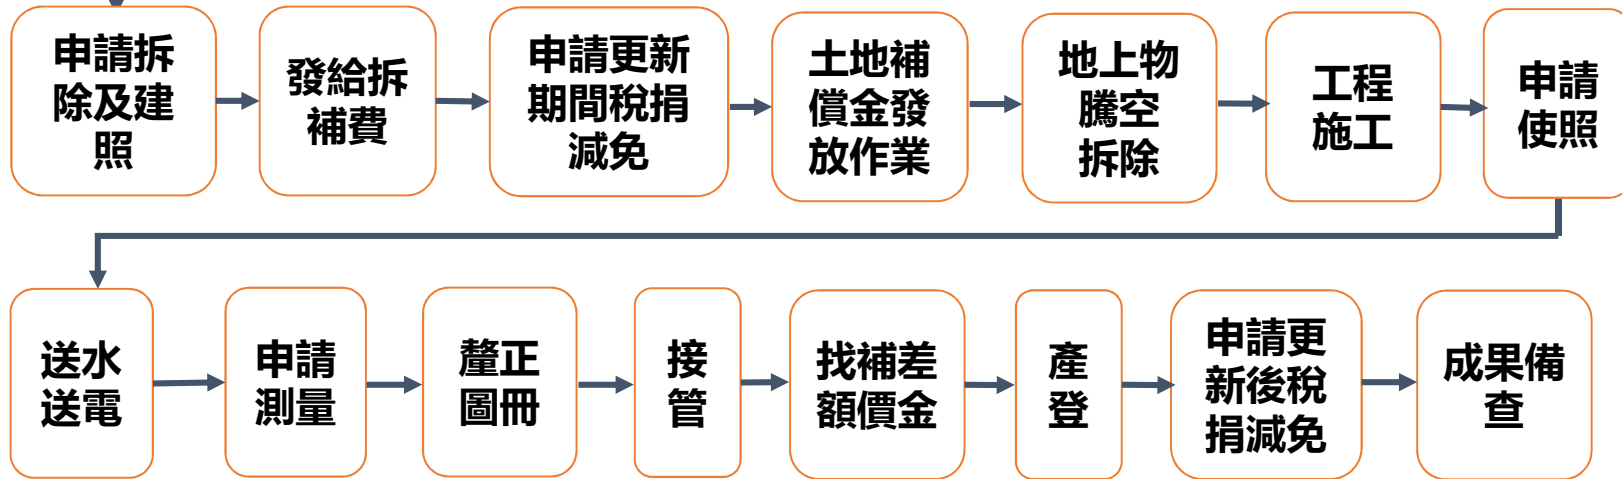 申請拆
除及建
照
發給拆
補費
申請更新
期間稅捐
減免
土地補
償金發
放作業
地上物
騰空
拆除
工程
施工
申請
使照
送水
送電
申請
測量
釐正
圖冊
接
管
找補差
額價金
產
登
申請更
新後稅
捐減免
成果備
查